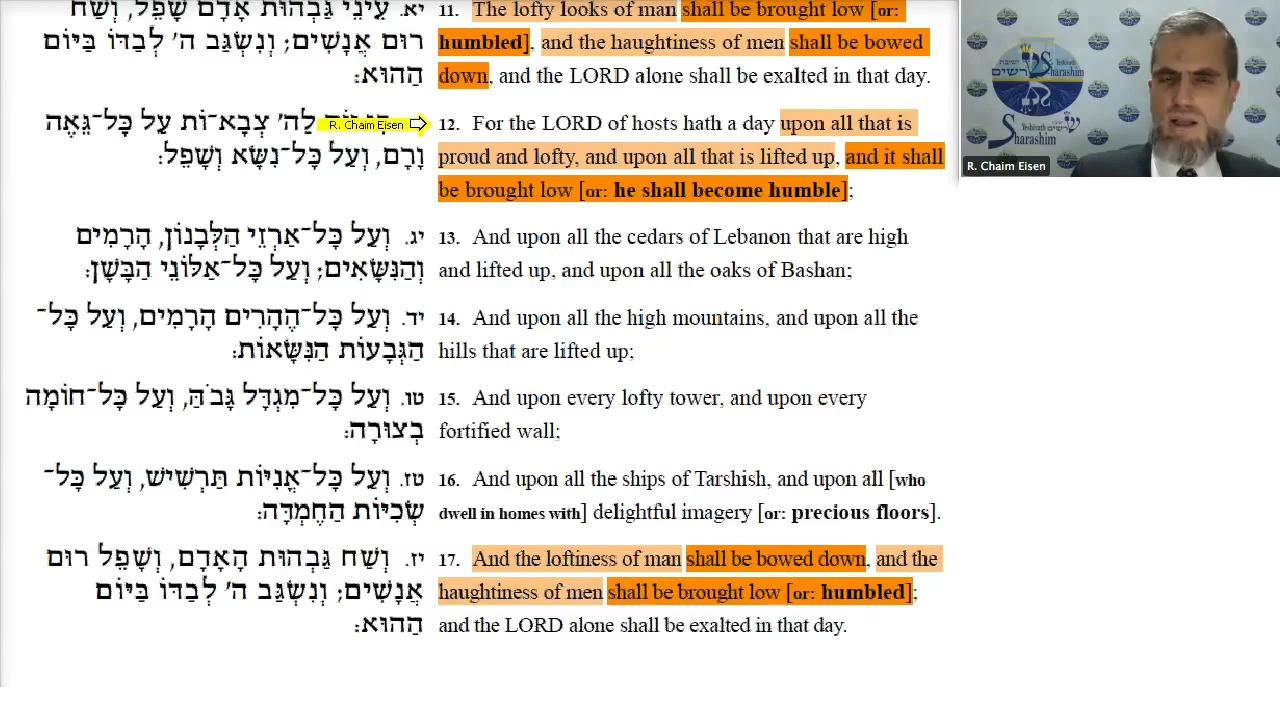 יא. עֵינֵי גַּבְהוּת אָדָם שָׁפֵל, וְשַׁח
רוּם אֲנָשִׁים; וְנִשְׂגַּב ה' לְבַדּוֹ בַּיּוֹם
הַהוּא:
לַה' צְבָא־וֹת עַל כָּל־גֵּאֶה
וָרָם, וְעַל כָּל־נִשָּׂא וְשָׁפֵל:
יג. וְעַל כָּל־אַרְזֵי הַלְּבָנוֹן, הָרָמִים
וְהַנִּשָּׂאִים; וְעַל כָּל־אַלּוֹנֵי הַבָּשָׁן:
יד. וְעַל כָּל־הֶהָרִים הָרָמִים, וְעַל כָּל־
הַגְּבָעוֹת הַנִּשָּׂאוֹת:
טו. וְעַל כָּל־מִגְדָּל גָּבֹהַּ, וְעַל כָּל־חוֹמָה
בְצוּרָה:
טז. וְעַל כָּל־אֳנִיּוֹת תַּרְשִׁישׁ, וְעַל כָּל־
שְׂכִיּוֹת הַחֶמְדָּה:
יז. וְשַׁח גַּבְהוּת הָאָדָם, וְשָׁפֵל רוּם
אֲנָשִׁים; וְנִשְׂגַּב ה' לְבַדּוֹ בַּיּוֹם
הַהוּא:
R. Chaim Eisen
11. The lofty looks of man shall be brought low [or:
humbled], and the haughtiness of men shall be bowed
down, and the LORD alone shall be exalted in that day.
12. For the LORD of hosts hath a day upon all that is
proud and lofty, and upon all that is lifted up, and it shall
be brought low [or: he shall become humble];
13. And upon all the cedars of Lebanon that are high
and lifted up, and upon all the oaks of Bashan;
14. And upon all the high mountains, and upon all the
hills that are lifted up;
15. And upon every lofty tower, and upon every
fortified wall;
16. And upon all the ships of Tarshish, and upon all [who
dwell in homes with] delightful imagery [or: precious floors].
17. And the loftiness of man shall be bowed down, and the
haughtiness of men shall be brought low [or: humbled];
and the LORD alone shall be exalted in that day.
Sharashim
Yeshivath
Sharashim
R. Chaim Eisen